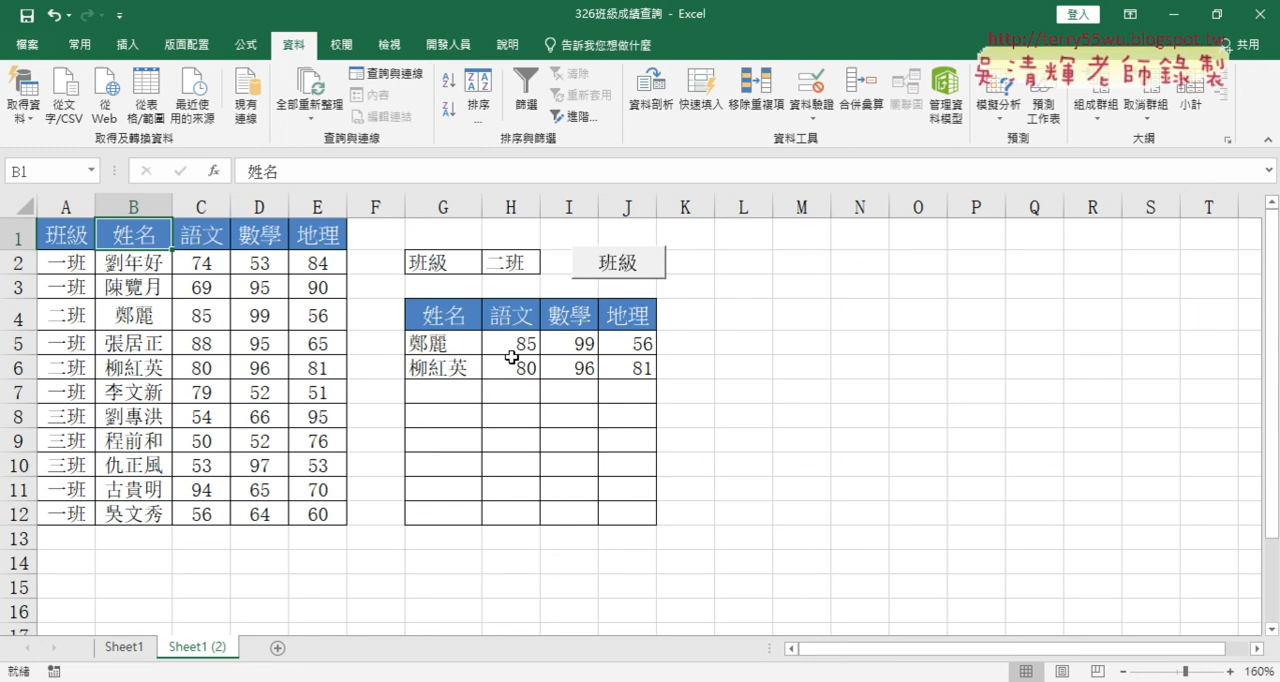 326班級成績查詢 - Excel
登入
檔案 常用 插入 版面配置 公式 資料 校閱 檢視 開發人員 說明 告訴我您想做什麼 共用
http://terry55wu.blogspot.tw
吳清輝老師錄製
取得資料 從文字/CSV 從 Web 從表格/範圍 最近使用的來源 現有連線
全部重新整理 查詢與連線 內容 編輯連結
排序... 篩選 清除 重新套用 進階...
資料剖析 快速填入 移除重複項 資料驗證 合併彙算 關聯圖 管理資料模型
模擬分析 預測工作表 組成群組 取消群組 小計
取得及轉換資料 查詢與連線 排序與篩選 資料工具 預測 大綱
B1 fx 姓名
A B C D E F G H I J K L M N O P Q R S T
1 班級 姓名 語文 數學 地理
2 一班 劉年好 74 53 84 班級 二班 班級
3 一班 陳覽月 69 95 90
4 二班 鄭麗 85 99 56 姓名 語文 數學 地理
5 一班 張居正 88 95 65 鄭麗 85 99 56
6 二班 柳紅英 80 96 81 柳紅英 80 96 81
7 一班 李文新 79 52 51
8 三班 劉專洪 54 66 95
9 三班 程前和 50 52 76
10 三班 仇正風 53 97 53
11 一班 古貴明 94 65 70
12 一班 吳文秀 56 64 60
13
14
15
16
17
Sheet1 Sheet1 (2)
就緒 160%